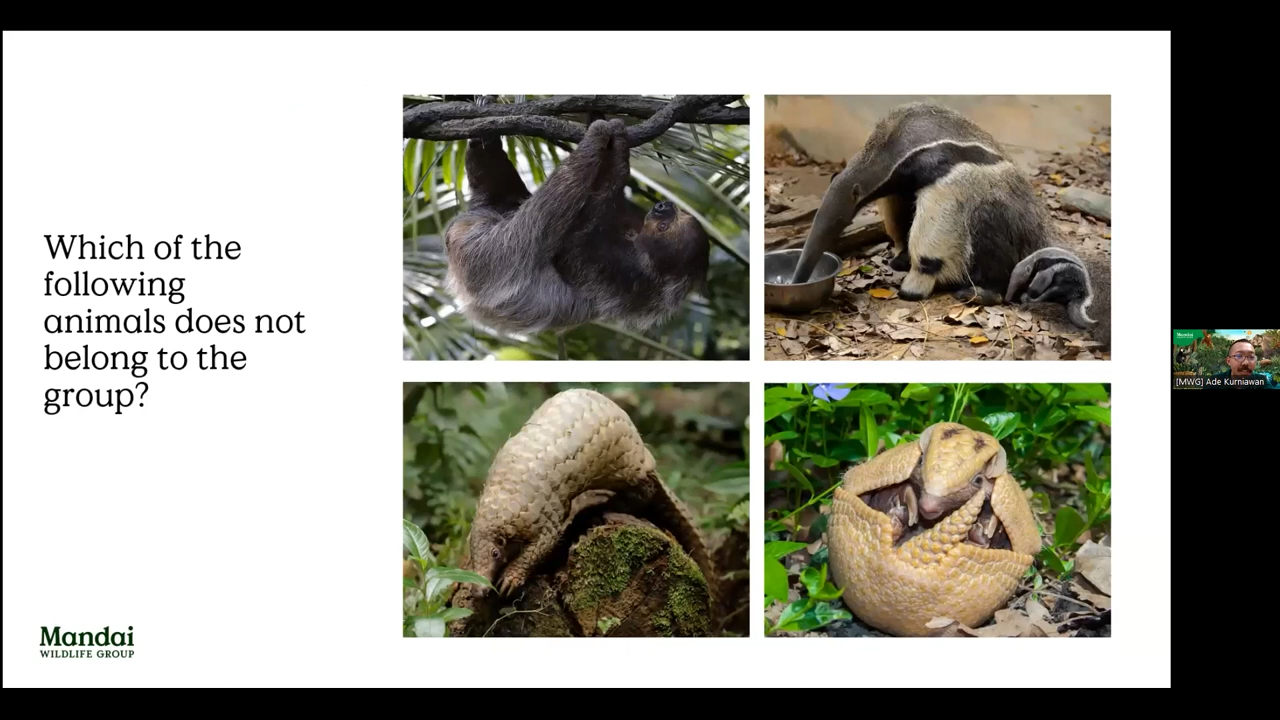 Which of the
following
animals does not
belong to the
group?
Mandai
WILDLIFE GROUP
[MWG] Ade Kurniawan